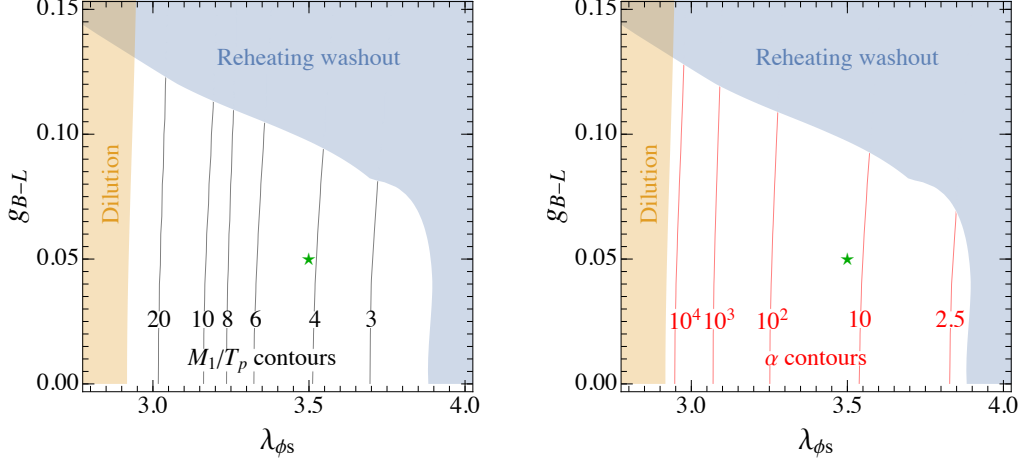 0.15
Reheating washout
0.10
g_{B-L}
Dilution
0.05
20 10 8 6 4 3
M_1/T_p contours
0.00
3.0 3.5 4.0
λ_{ϕs}
0.15
Reheating washout
0.10
g_{B-L}
Dilution
0.05
10^4 10^3 10^2 10 2.5
α contours
0.00
3.0 3.5 4.0
λ_{ϕs}